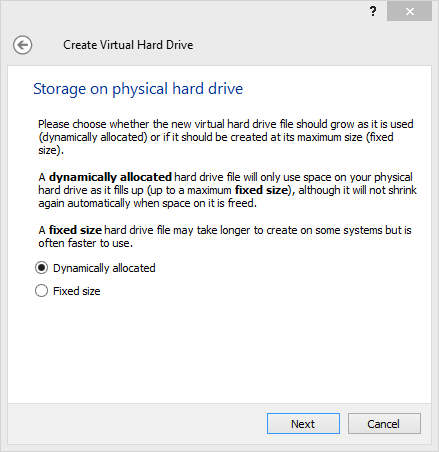 ?
Create Virtual Hard Drive
Storage on physical hard drive
Please choose whether the new virtual hard drive file should grow as it is used
(dynamically allocated) or if it should be created at its maximum size (fixed
size).
A dynamically allocated hard drive file will only use space on your physical
hard drive as it fills up (up to a maximum fixed size), although it will not shrink
again automatically when space on it is freed.
A fixed size hard drive file may take longer to create on some systems but is
often faster to use.
Dynamically allocated
Fixed size
Next
Cancel